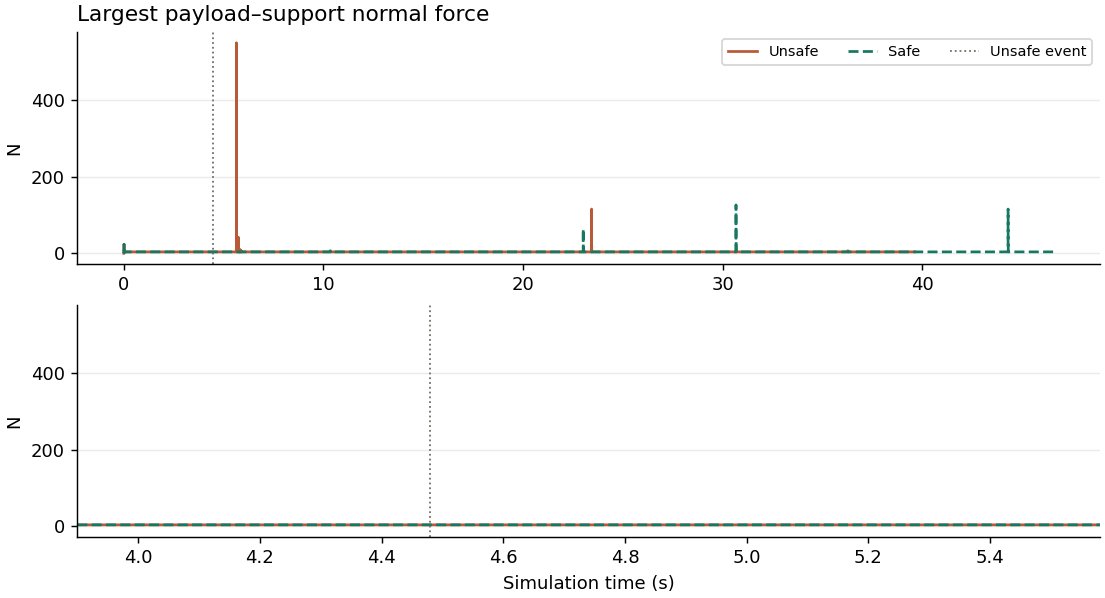 Largest payload–support normal force
Unsafe
Safe
Unsafe event
N
400
200
0
0
10
20
30
40
N
400
200
0
4.0
4.2
4.4
4.6
4.8
5.0
5.2
5.4
Simulation time (s)